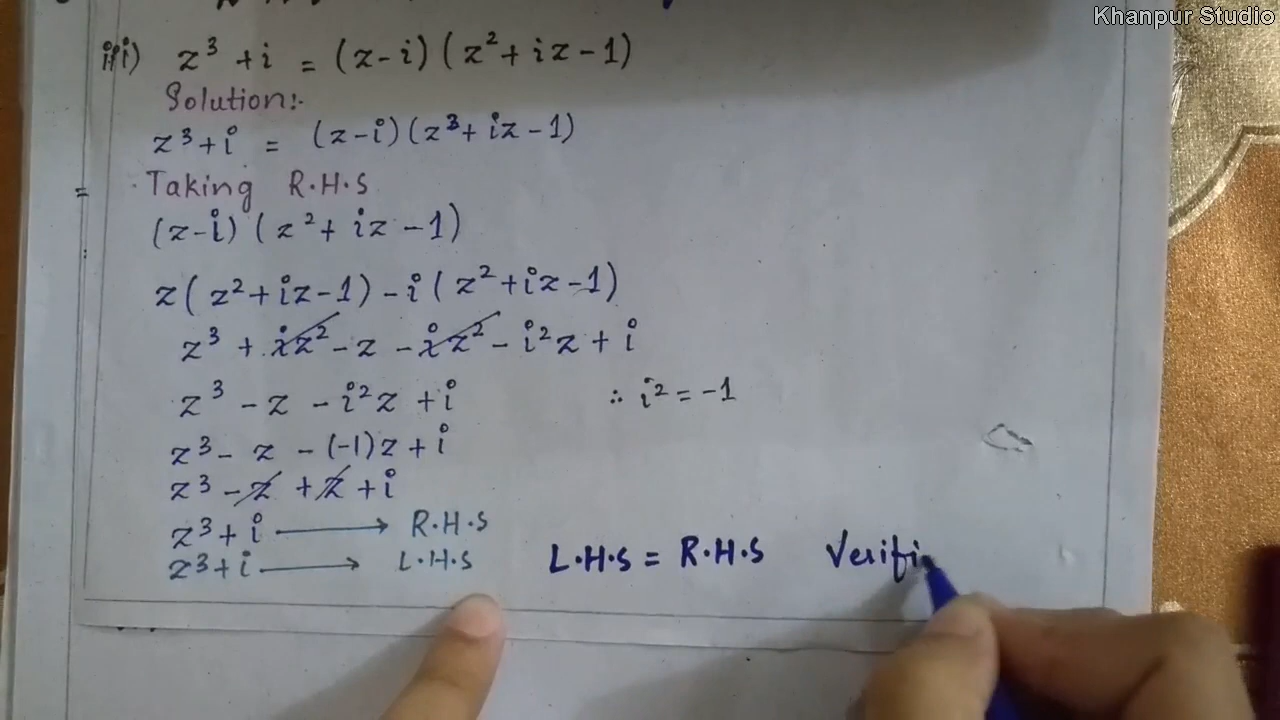 Khanpur Studio
iii) z³ + i = (z-i) (z² + iz - 1)
Solution:-
z³ + i = (z-i) (z³ + iz - 1)
= Taking R.H.S
(z-i) (z² + iz - 1)
z(z² + iz - 1) - i(z² + iz - 1)
z³ + iz² - z - iz² - i²z + i
z³ - z - i²z + i ∴ i² = -1
z³ - z - (-1)z + i
z³ - z + z + i
z³ + i → R.H.S
z³ + i → L.H.S L.H.S = R.H.S Verifi